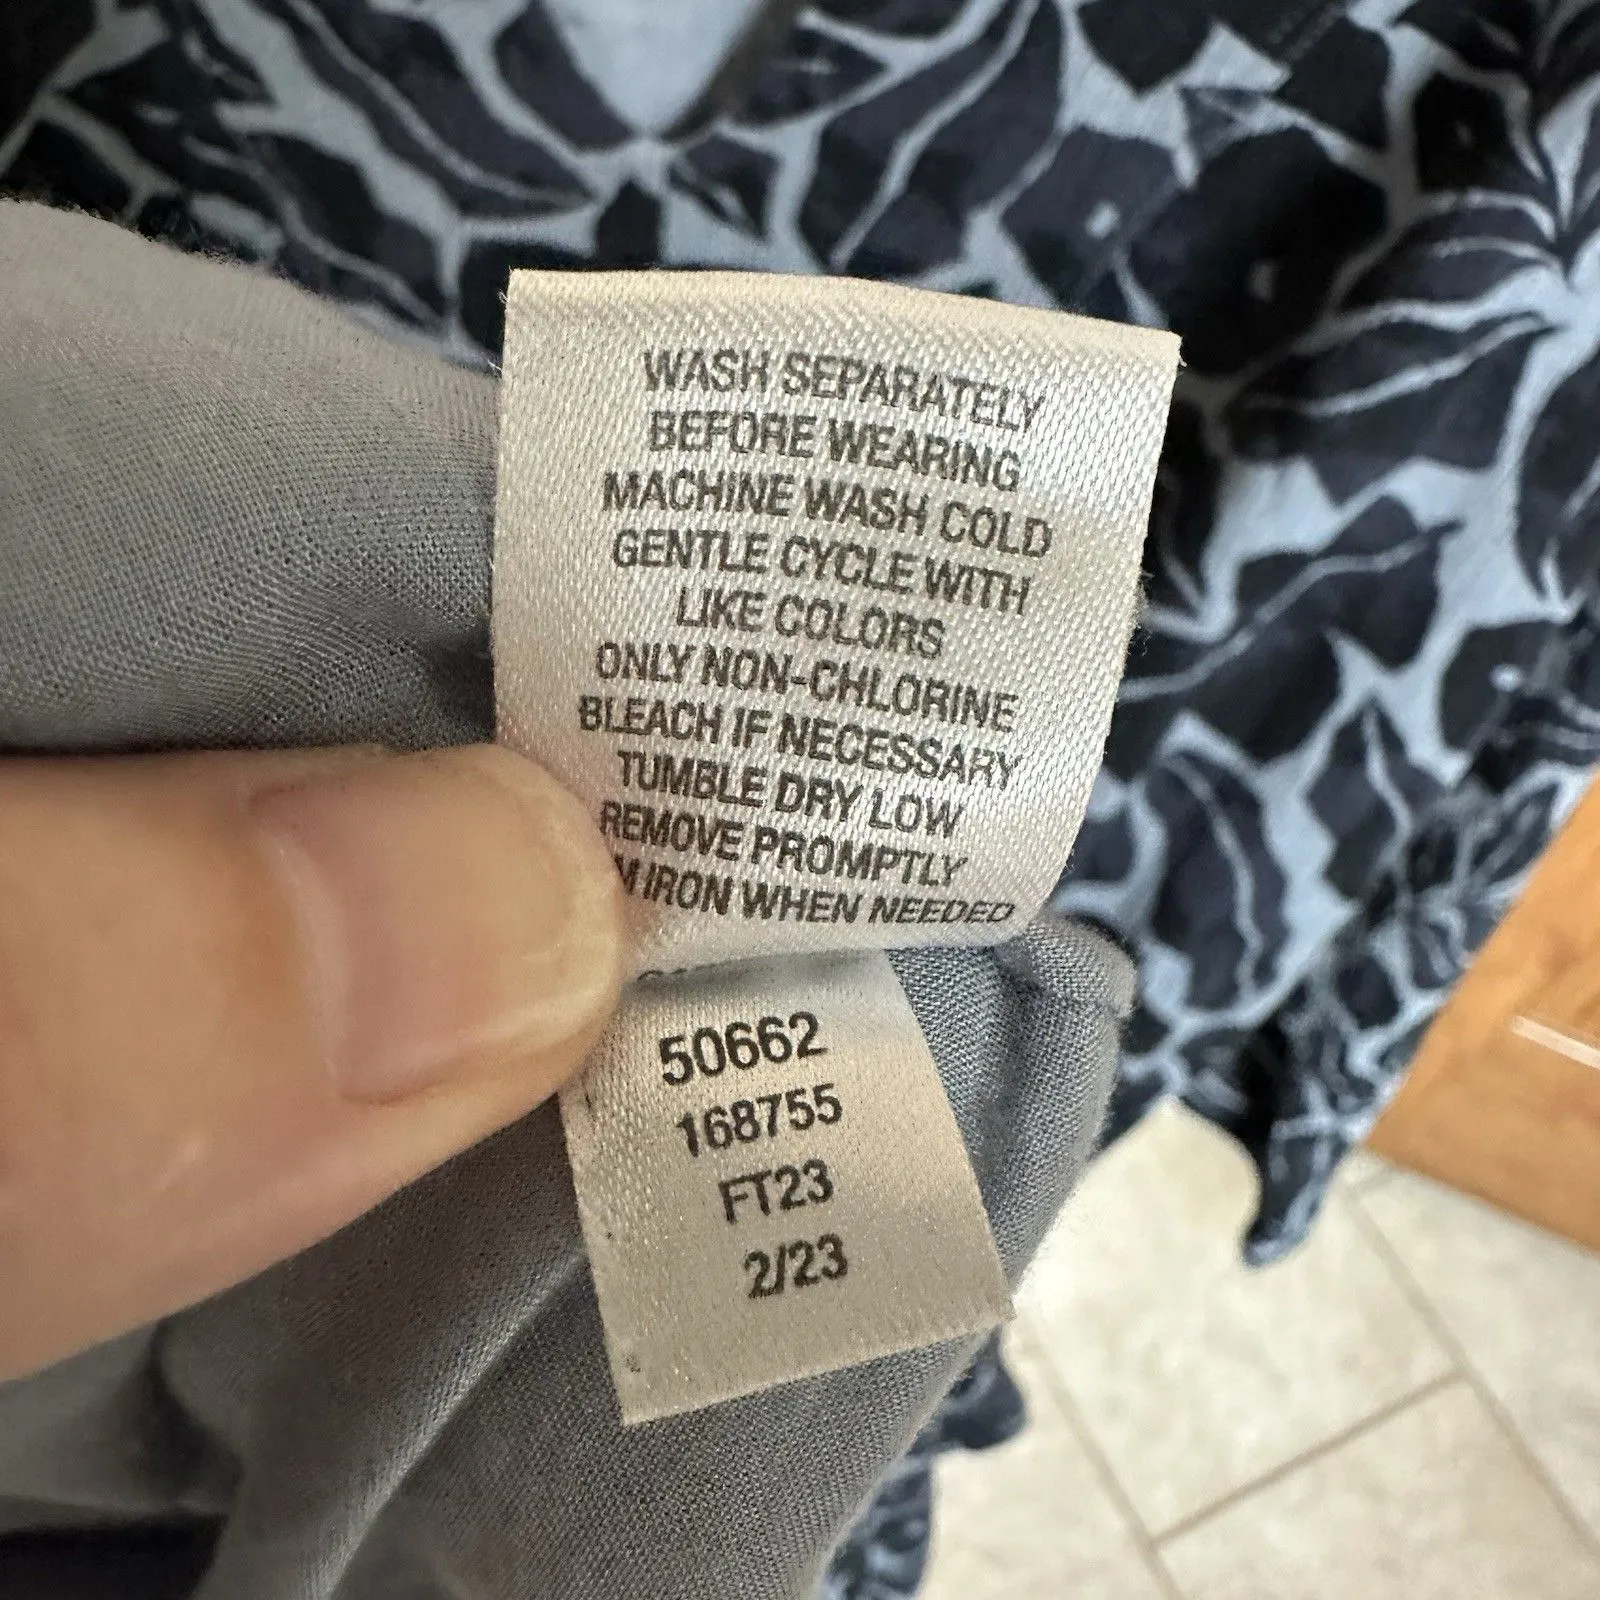 WASH SEPARATELY
BEFORE WEARING
MACHINE WASH COLD
GENTLE CYCLE WITH
LIKE COLORS
ONLY NON-CHLORINE
BLEACH IF NECESSARY
TUMBLE DRY LOW
REMOVE PROMPTLY
IRON WHEN NEEDED
50662
168755
FT23
2/23